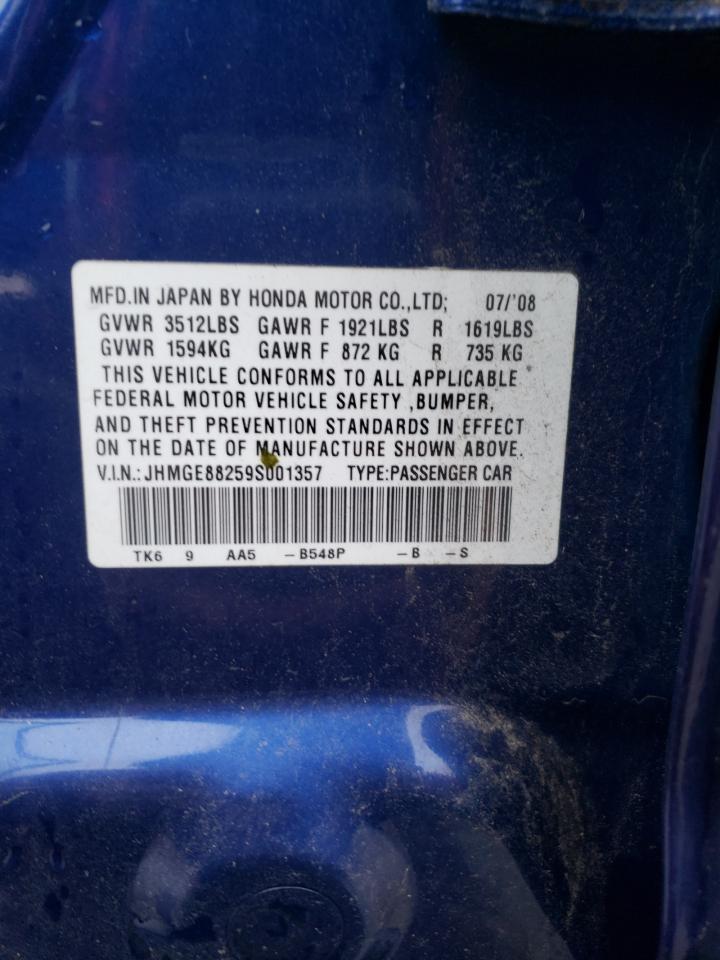 MFD.IN JAPAN BY HONDA MOTOR CO.,LTD; 07/'08
GVWR 3512LBS GAWR F 1921LBS R 1619LBS
GVWR 1594KG GAWR F 872 KG R 735 KG
THIS VEHICLE CONFORMS TO ALL APPLICABLE
FEDERAL MOTOR VEHICLE SAFETY ,BUMPER,
AND THEFT PREVENTION STANDARDS IN EFFECT
ON THE DATE OF MANUFACTURE SHOWN ABOVE.
V.I.N.: JHMGE88259S001357 TYPE:PASSENGER CAR
TK6 9 AA5 -B548P -B -S